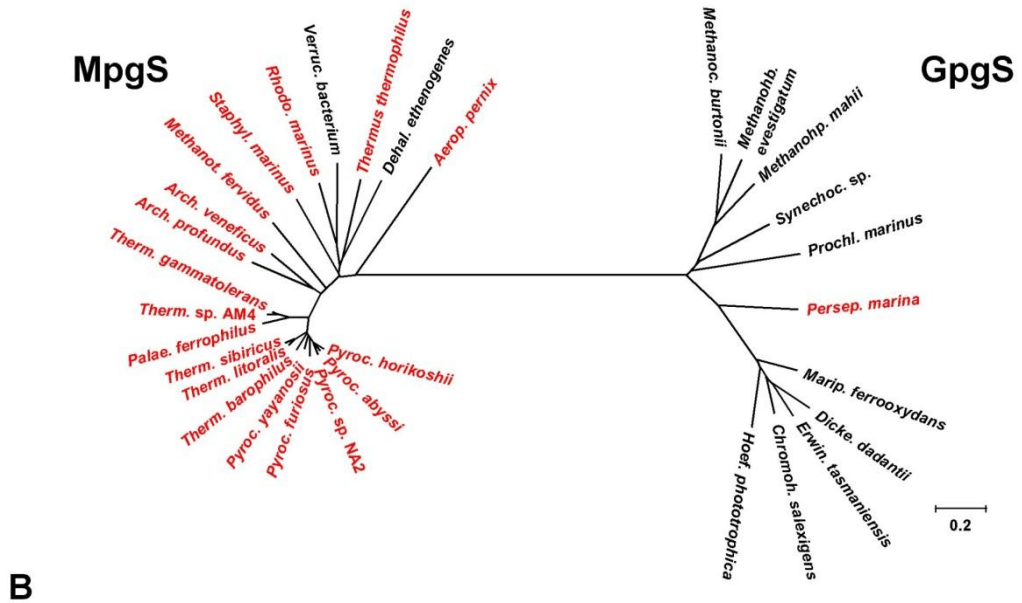 MpgS
GpgS
Verruc. bacterium
Thermus thermophilus
Dehal. ethenogenes
Aerop. pernix
Rhodo. marinus
Staphyl. marinus
Methanot. fervidus
Arch. veneficus
Arch. profundus
Therm. gammatolerans
Therm. sp. AM4
Palae. ferrophilus
Therm. sibiricus
Therm. litoralis
Therm. barophilus
Pyroc. yayanosii
Pyroc. furiosus
Pyroc. sp. NA2
Pyroc. abyssi
Pyroc. horikoshii
Methanoc. burtonii
Methanohb.
evestigatum
Methanohp. mahii
Synechoc. sp.
Prochl. marinus
Persep. marina
Marip. ferrooxydans
Dicke. dadantii
Erwin. tasmaniensis
Chromoh. salexigens
Hoef. phototrophica
0.2
B